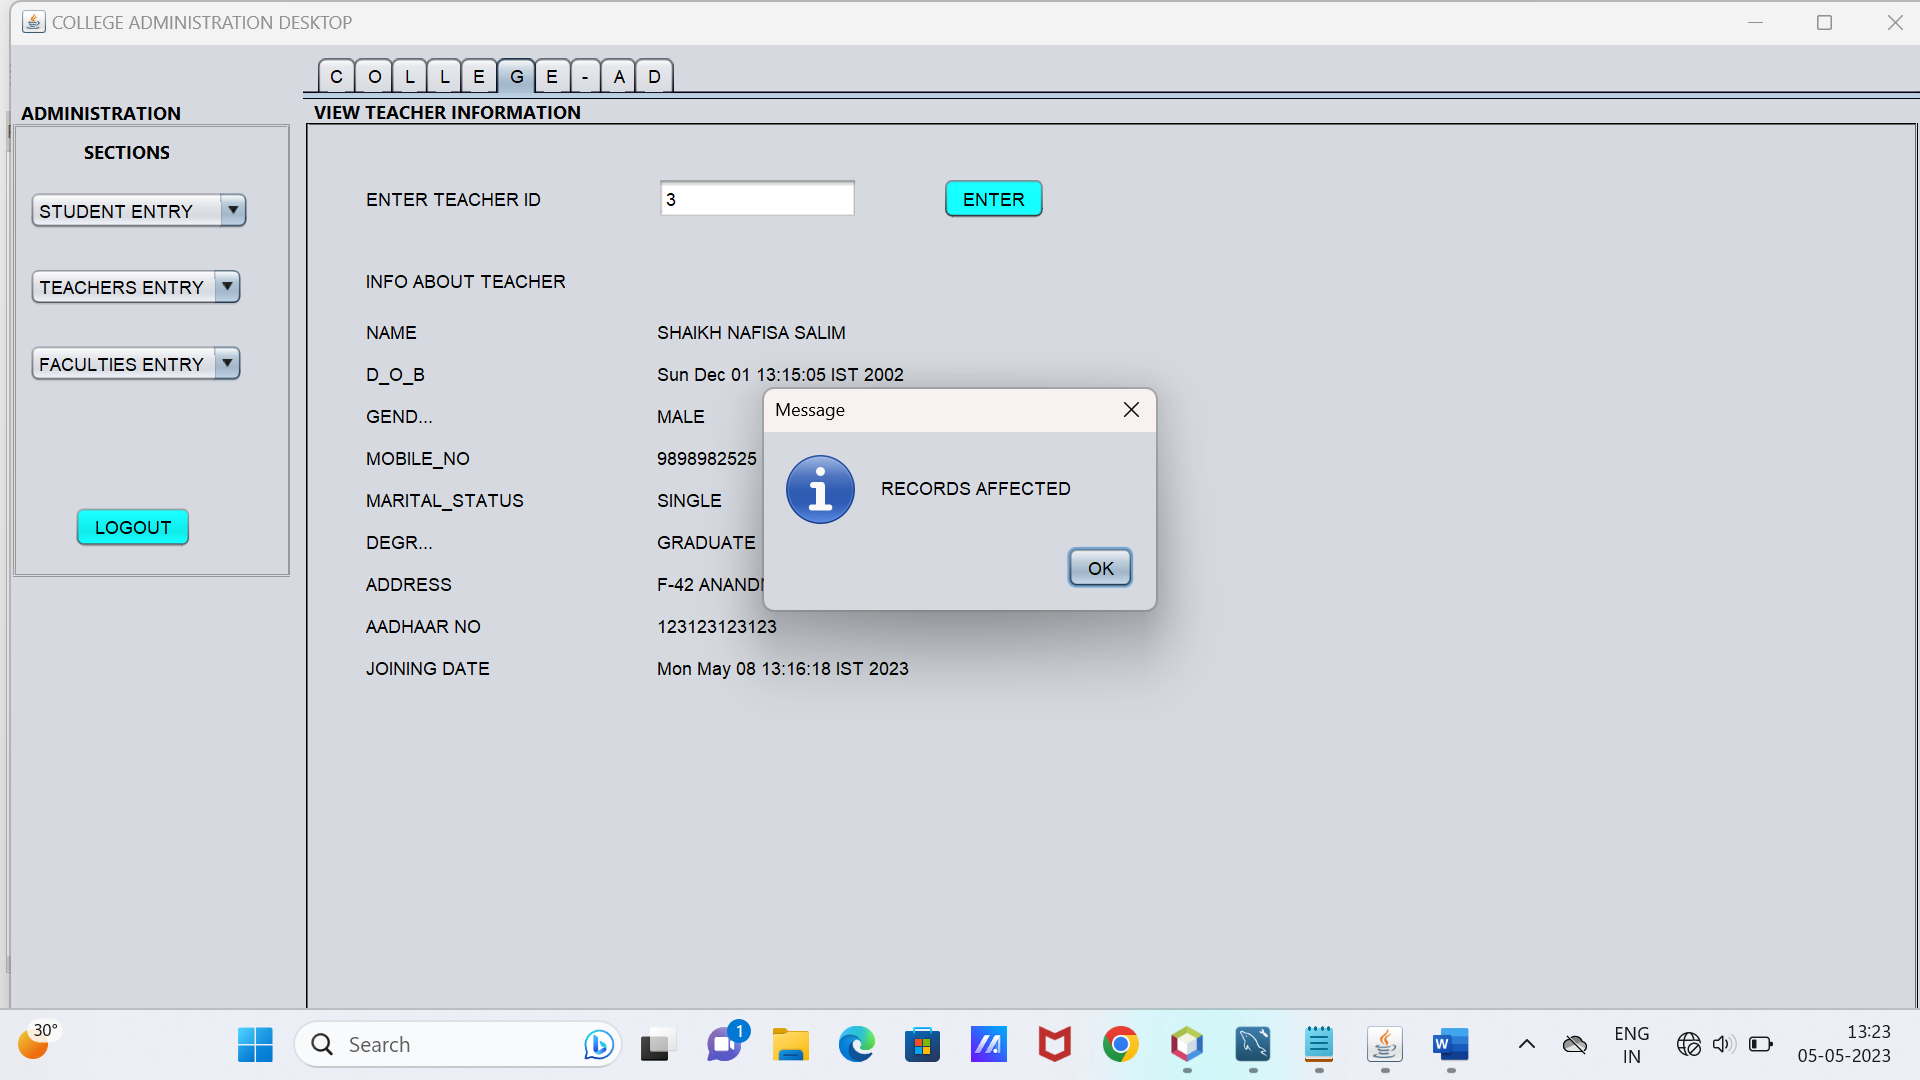 COLLEGE ADMINISTRATION DESKTOP
C O L L E G E - A D
ADMINISTRATION
VIEW TEACHER INFORMATION
SECTIONS
STUDENT ENTRY
TEACHERS ENTRY
FACULTIES ENTRY
LOGOUT
ENTER TEACHER ID 3 ENTER
INFO ABOUT TEACHER
NAME SHAIKH NAFISA SALIM
D_O_B Sun Dec 01 13:15:05 IST 2002
GEND... MALE
MOBILE_NO 9898982525
MARITAL_STATUS SINGLE
DEGR... GRADUATE
ADDRESS F-42
AADHAAR NO 123123123123
JOINING DATE Mon May 08 13:16:18 IST 2023
Message
RECORDS AFFECTED
OK
30°
Search
1
W
ENG
IN
13:23
05-05-2023